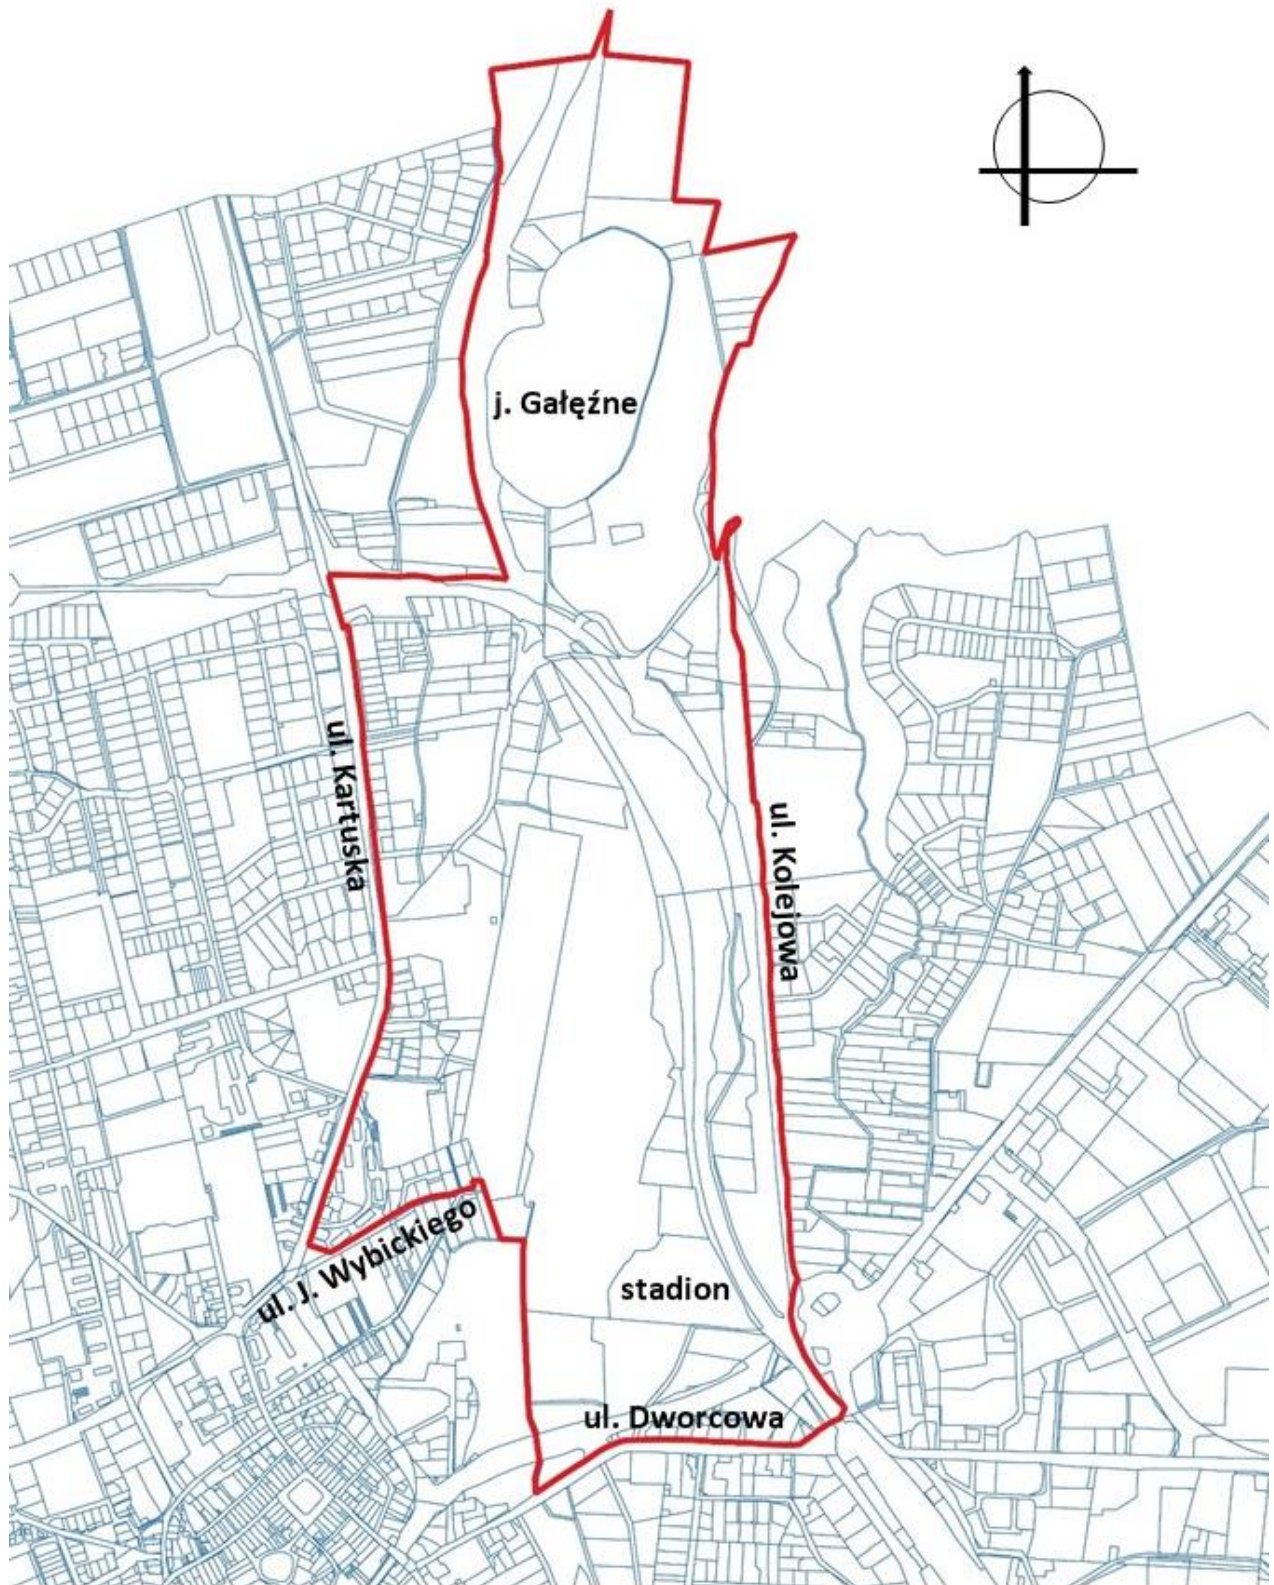 j. Gałęźne
ul. Kartuska
ul. Kolejowa
ul. J. Wybickiego
stadion
ul. Dworcowa